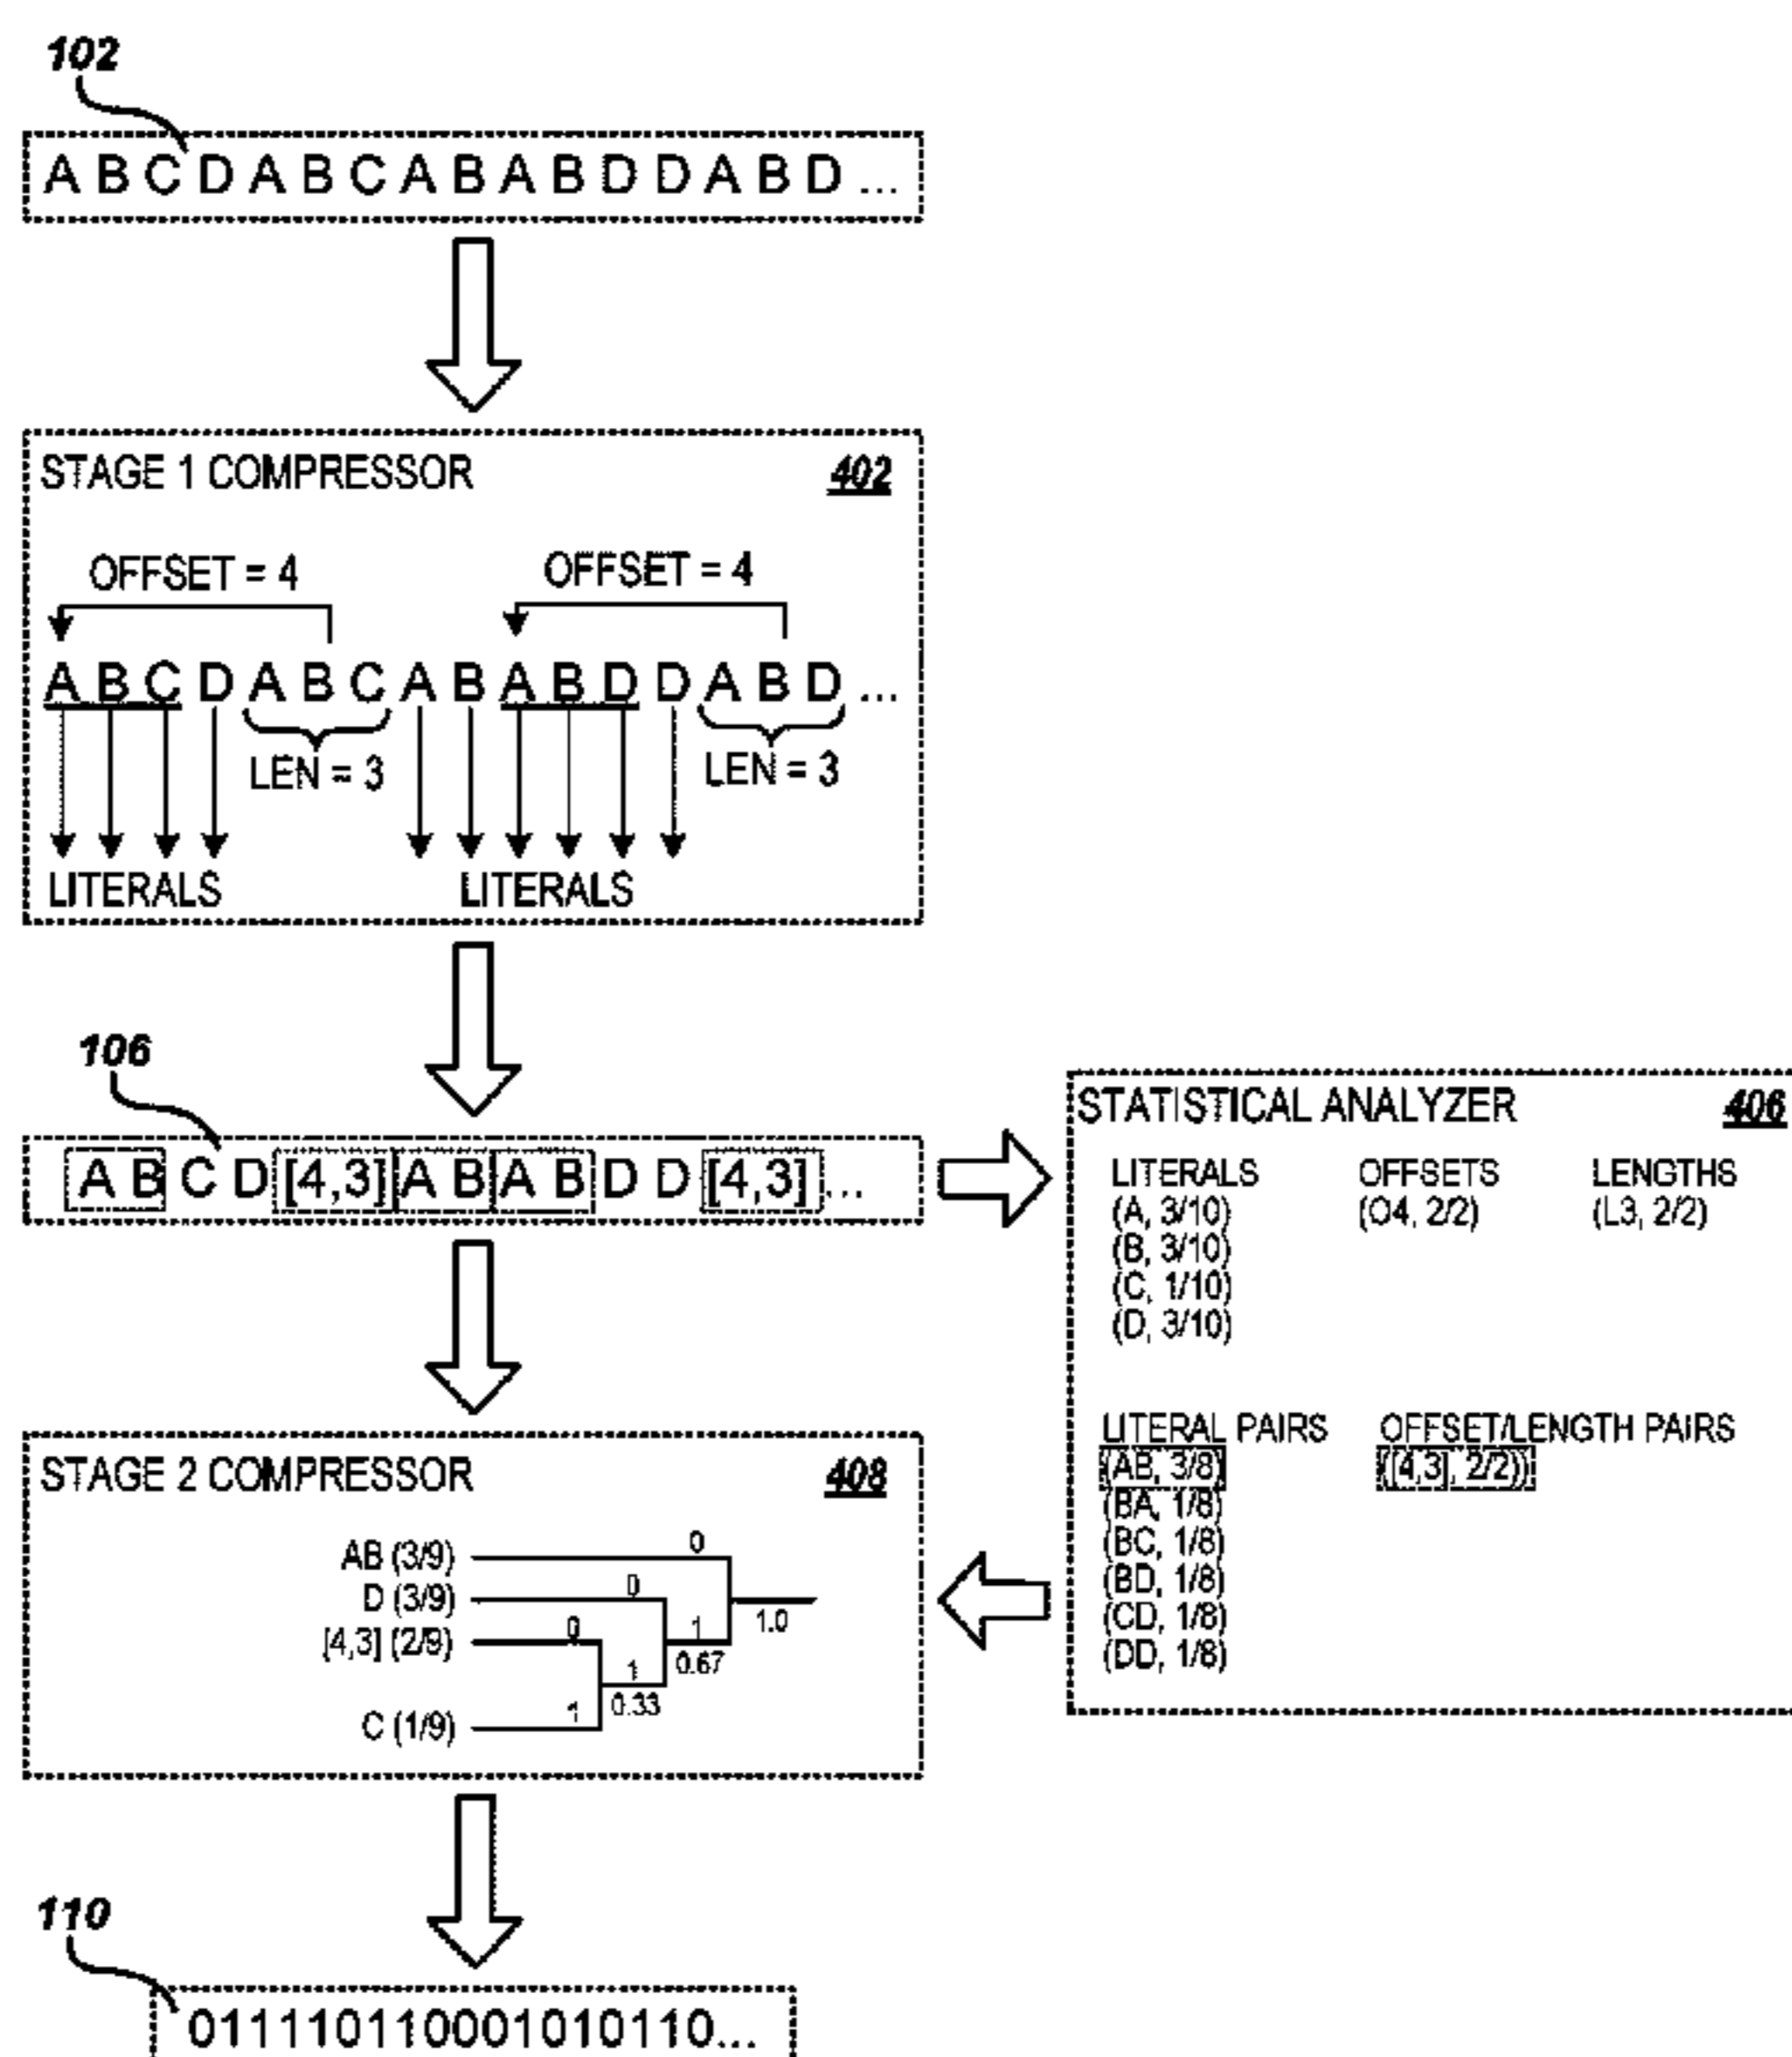 102
A B C D A B C A B A B D D A B D ...
STAGE 1 COMPRESSOR 402
OFFSET = 4 OFFSET = 4
A B C D A B C A B A B D D A B D ...
LEN = 3 LEN = 3
LITERALS LITERALS
106
A B C D [4,3] A B A B D D [4,3] ...
STATISTICAL ANALYZER 406
LITERALS OFFSETS LENGTHS
(A, 3/10) (O4, 2/2) (L3, 2/2)
(B, 3/10)
(C, 1/10)
(D, 3/10)
LITERAL PAIRS OFFSET/LENGTH PAIRS
(AB, 3/8) ([4,3], 2/2))
(BA, 1/8)
(BC, 1/8)
(BD, 1/8)
(CD, 1/8)
(DD, 1/8)
STAGE 2 COMPRESSOR 408
AB (3/9) 0
D (3/9) 0 1.0
[4,3] (2/9) 0 1 0.67
1 0.33
C (1/9) 1
110
0111101100010101​10...